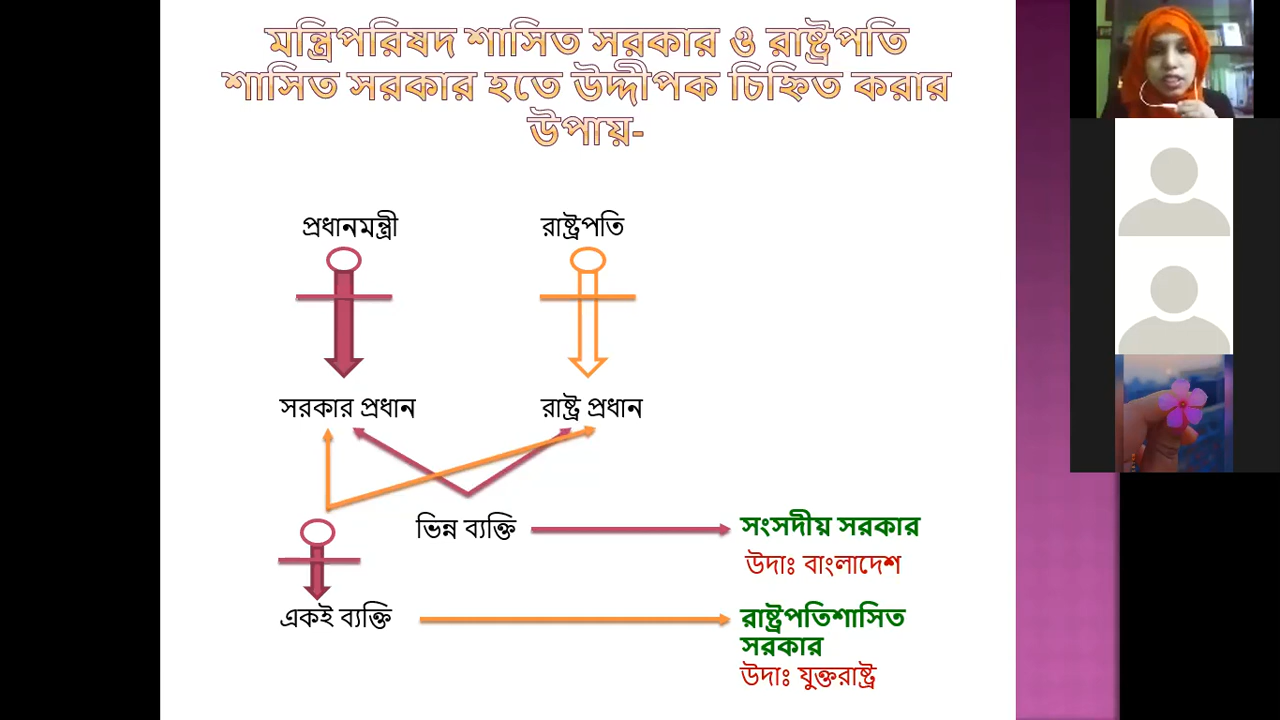 মন্ত্রিপরিষদ শাসিত সরকার ও রাষ্ট্রপতি
শাসিত সরকার হতে উদ্দীপক চিহ্নিত করার
উপায়-
প্রধানমন্ত্রী
রাষ্ট্রপতি
সরকার প্রধান
রাষ্ট্র প্রধান
ভিন্ন ব্যক্তি
সংসদীয় সরকার
উদাঃ বাংলাদেশ
একই ব্যক্তি
রাষ্ট্রপতিশাসিত
সরকার
উদাঃ যুক্তরাষ্ট্র